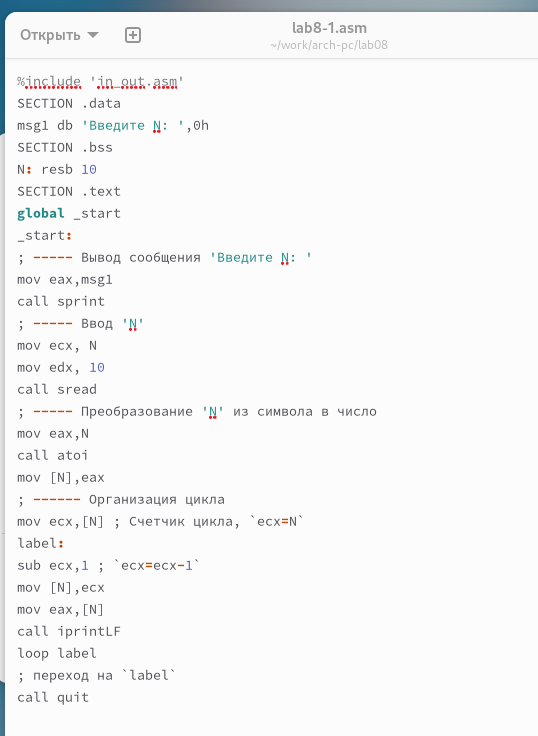 Открыть
lab8-1.asm
~/work/arch-pc/lab08
%include 'in_out.asm'
SECTION .data
msg1 db 'Введите N: ',0h
SECTION .bss
N: resb 10
SECTION .text
global _start
_start:
; ----- Вывод сообщения 'Введите N: '
mov eax,msg1
call sprint
; ----- Ввод 'N'
mov ecx, N
mov edx, 10
call sread
; ----- Преобразование 'N' из символа в число
mov eax,N
call atoi
mov [N],eax
; ------ Организация цикла
mov ecx,[N] ; Счетчик цикла, `ecx=N`
label:
sub ecx,1 ; `ecx=ecx-1`
mov [N],ecx
mov eax,[N]
call iprintLF
loop label
; переход на `label`
call quit